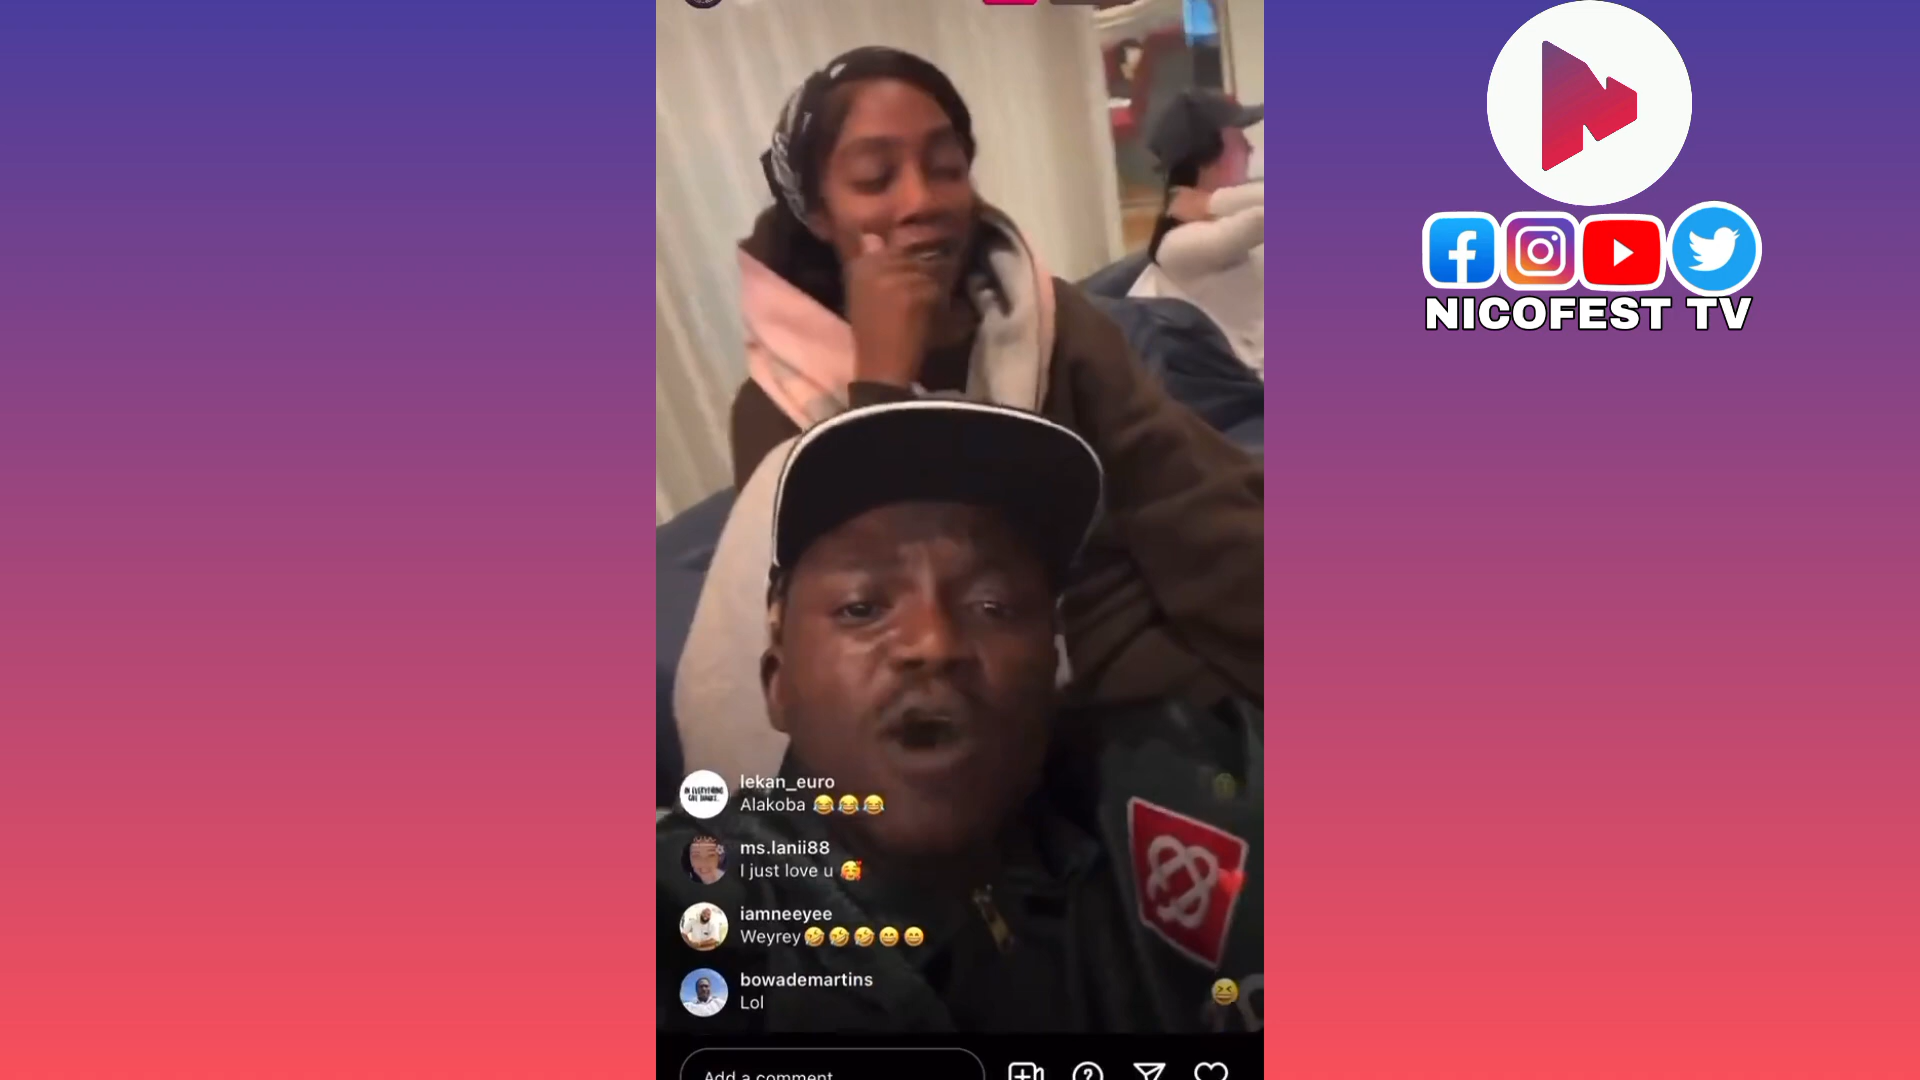 NICOFEST TV
lekan_euro
Alakoba 😂😂😂
ms.lanii88
I just love u 🥰
iamneeyee
Weyrey🤣🤣🤣😄😄
bowademartins
Lol
Add a comment